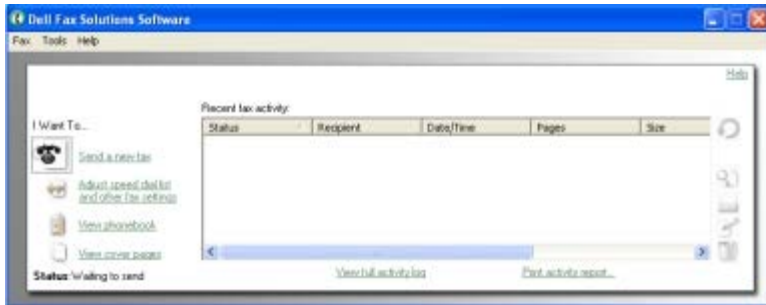 Dell Fax Solutions Software
Fax Tools Help
Help
Recent fax activity:
I Want To...
Status Recipient Date/Time Pages Size
Send a new fax
Adjust speed dial list
and other fax settings
View phonebook
View cover pages
Status: Waiting to send
View full activity log
Print activity report...